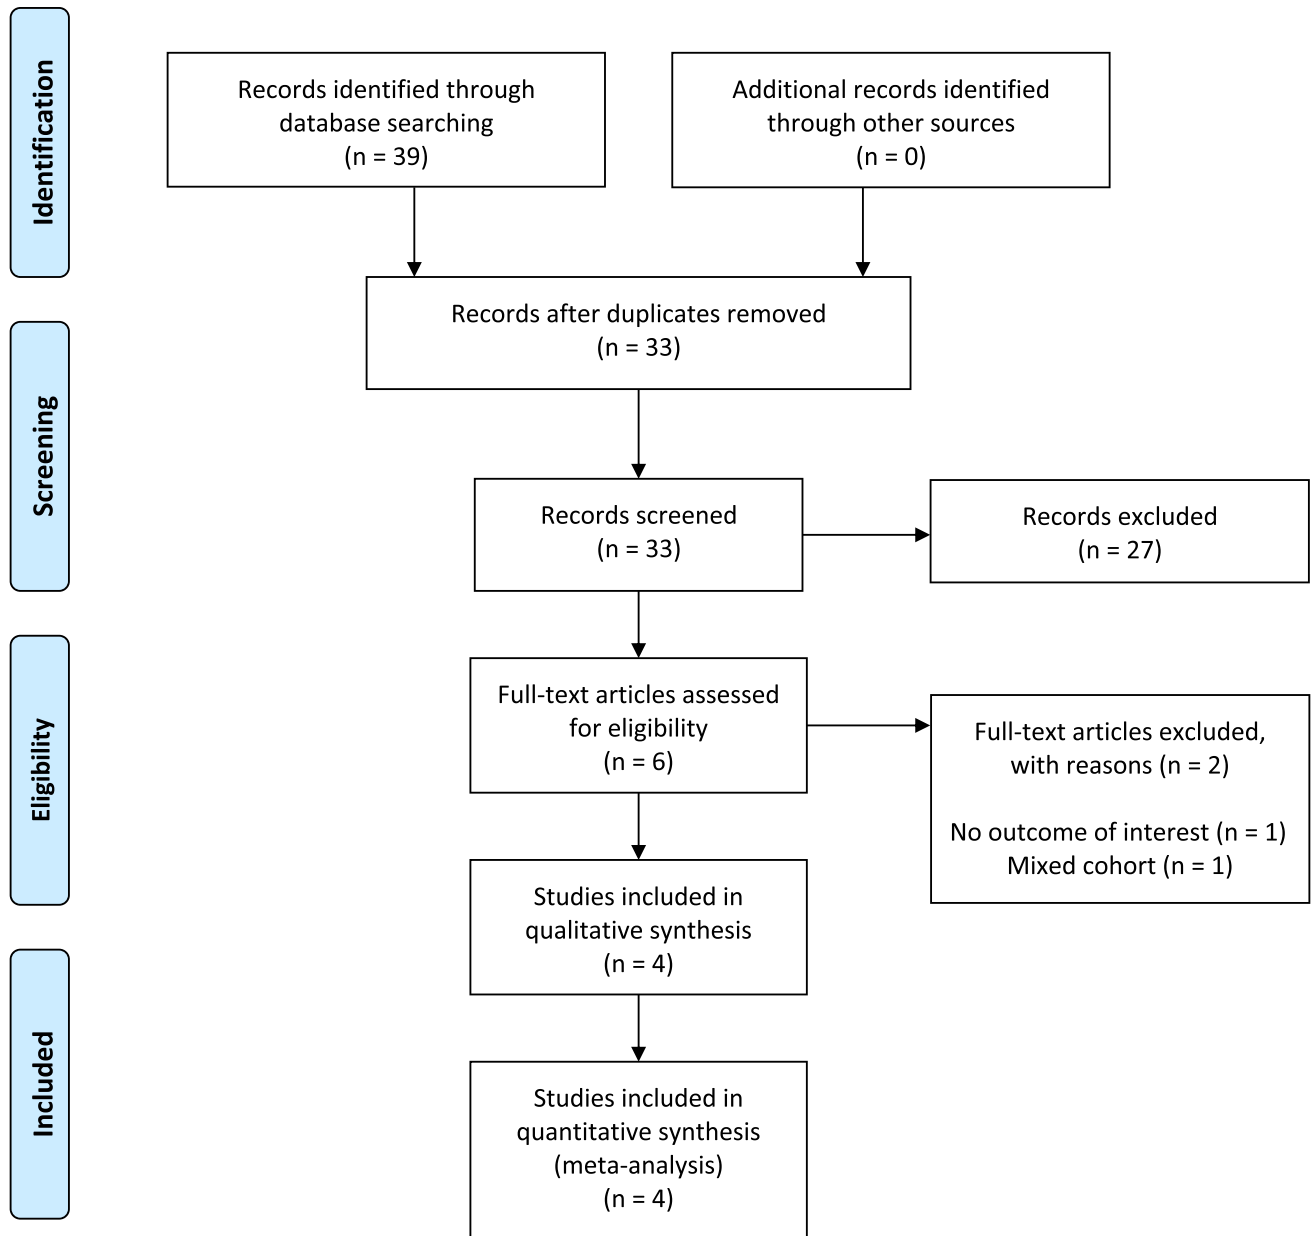 Identification
Records identified through
database searching
(n = 39)
Additional records identified
through other sources
(n = 0)
Records after duplicates removed
(n = 33)
Screening
Records screened
(n = 33)
Records excluded
(n = 27)
Eligibility
Full-text articles assessed
for eligibility
(n = 6)
Full-text articles excluded,
with reasons (n = 2)
No outcome of interest (n = 1)
Mixed cohort (n = 1)
Studies included in
qualitative synthesis
(n = 4)
Included
Studies included in
quantitative synthesis
(meta-analysis)
(n = 4)